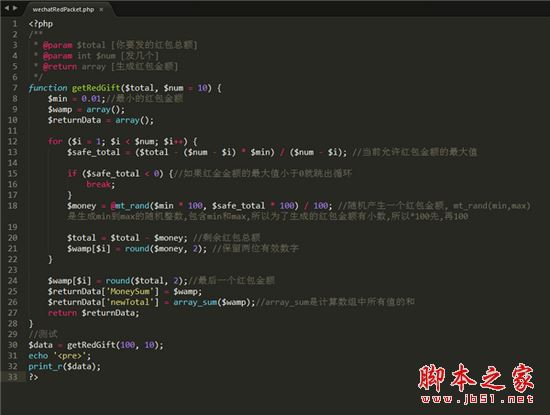 wechatRedPacket.php
1 <?php
2 /**
3 * @param $total [你要发的红包总额]
4 * @param int $num [发几个]
5 * @return array [生成红包金额]
6 */
7 function getRedGift($total, $num = 10) {
8 $min = 0.01;//最小的红包金额
9 $wamp = array();
10 $returnData = array();
11
12 for ($i = 1; $i < $num; $i++) {
13 $safe_total = ($total - ($num - $i) * $min) / ($num - $i); //当前允许红包金额的最大值
14
15 if ($safe_total < 0) {//如果红金金额的最大值小于0就跳出循环
16 break;
17 }
18 $money = @mt_rand($min * 100, $safe_total * 100) / 100; //随机产生一个红包金额, mt_rand(min,max)
是生成min到max的随机整数,包含min和max,所以为了生成的红包金额有小数,所以*100先,再100
19
20 $total = $total - $money; //剩余红包总额
21 $wamp[$i] = round($money, 2); //保留两位有效数字
22 }
23
24 $wamp[$i] = round($total, 2);//最后一个红包金额
25 $returnData['MoneySum'] = $wamp;
26 $returnData['newTotal'] = array_sum($wamp);//array_sum是计算数组中所有值的和
27 return $returnData;
28 }
29 //测试
30 $data = getRedGift(100, 10);
31 echo '<pre>';
32 print_r($data);
33 ?>
脚本之家
www.jb51.net